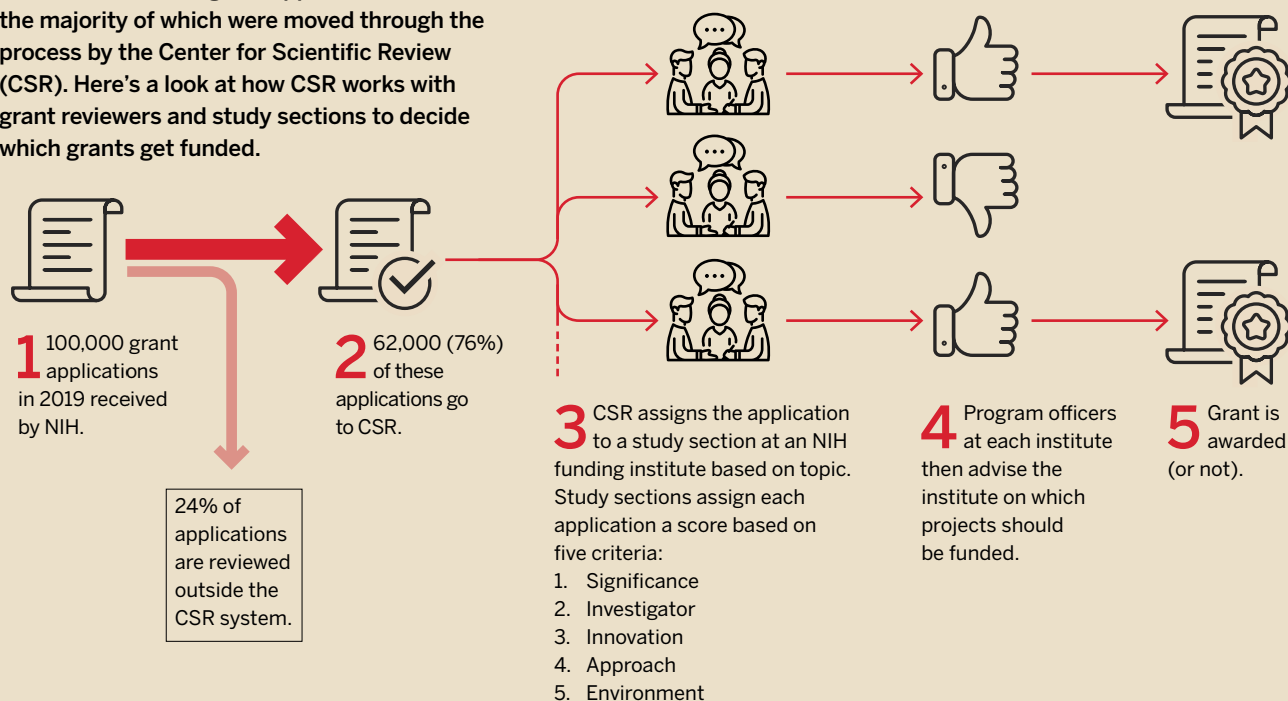 the majority of which were moved through the
process by the Center for Scientific Review
(CSR). Here's a look at how CSR works with
grant reviewers and study sections to decide
which grants get funded.
1 100,000 grant
applications
in 2019 received
by NIH.
24% of
applications
are reviewed
outside the
CSR system.
2 62,000 (76%)
of these
applications go
to CSR.
3 CSR assigns the application
to a study section at an NIH
funding institute based on topic.
Study sections assign each
application a score based on
five criteria:
1. Significance
2. Investigator
3. Innovation
4. Approach
5. Environment
4 Program officers
at each institute
then advise the
institute on which
projects should
be funded.
5 Grant is
awarded
(or not).